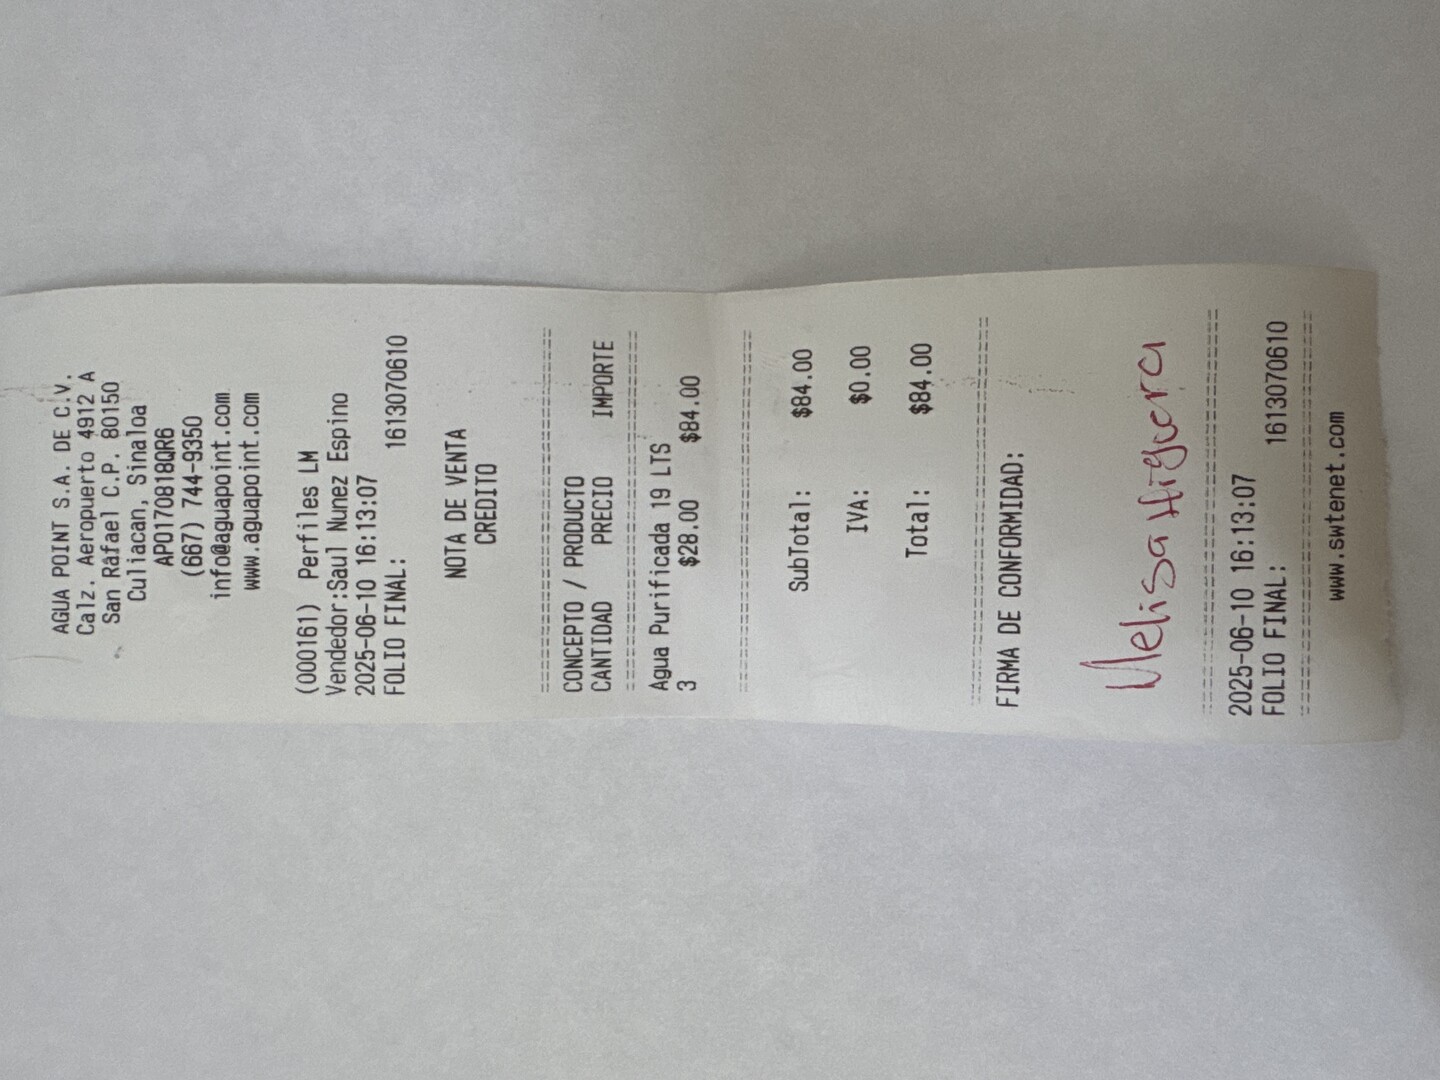 AGUA POINT S.A. DE C.V.
Calz. Aeropuerto 4912 A
San Rafael C.P. 80150
Culiacan, Sinaloa
APO170818QR6
(667) 744-9350
info@aguapoint.com
www.aguapoint.com
(000161) Perfiles LM
Vendedor:Saul Nunez Espino
2025-06-10 16:13:07
FOLIO FINAL: 1613070610
NOTA DE VENTA
CREDITO
CONCEPTO / PRODUCTO
CANTIDAD PRECIO IMPORTE
Agua Purificada 19 LTS
3 $28.00 $84.00
SubTotal: $84.00
IVA: $0.00
Total: $84.00
FIRMA DE CONFORMIDAD:
Melisa Higuera
2025-06-10 16:13:07
FOLIO FINAL: 1613070610
www.swtenet.com